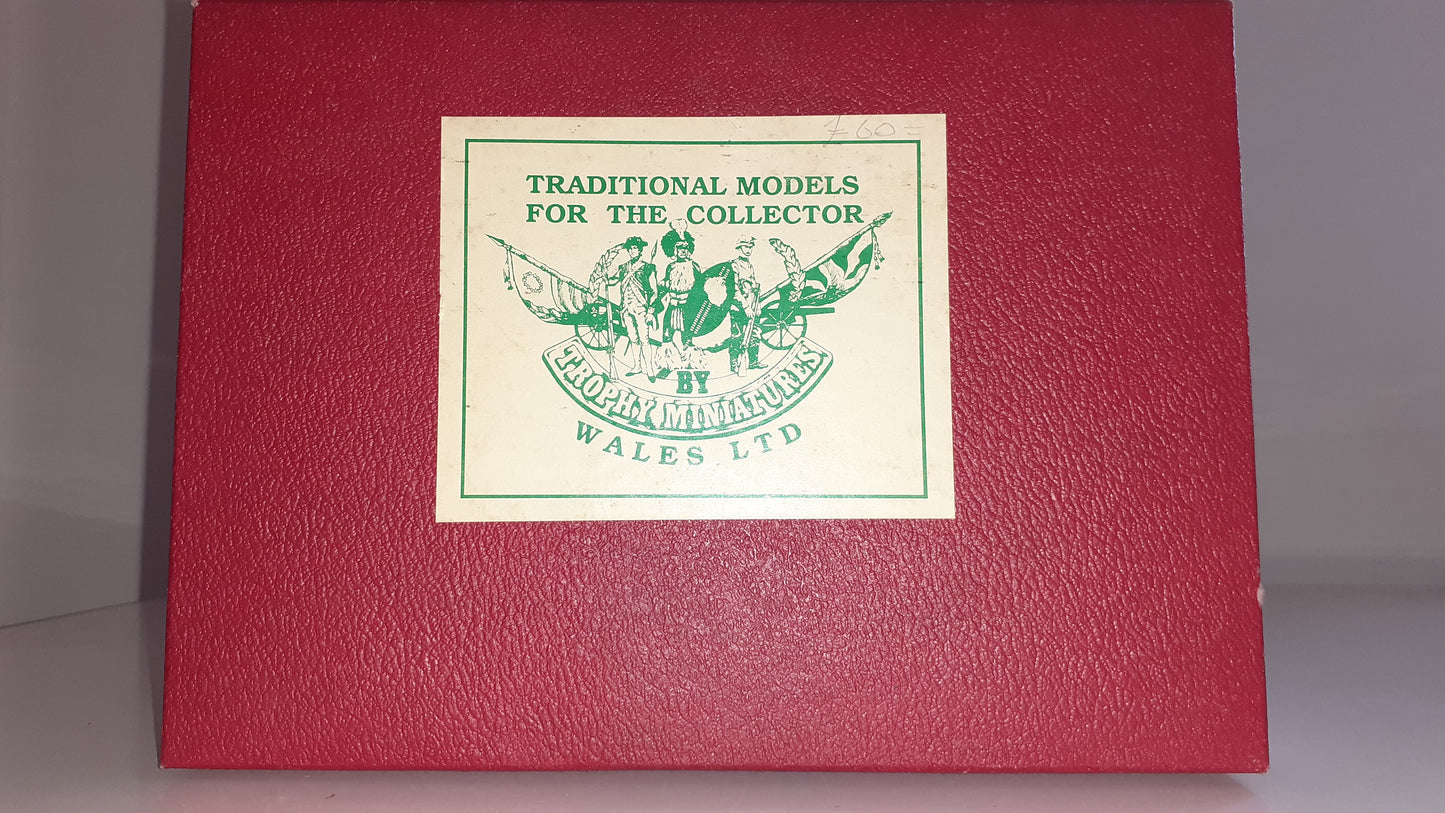 £60=
TRADITIONAL MODELS
FOR THE COLLECTOR
BY
TROPHY MINIATURES
WALES LTD